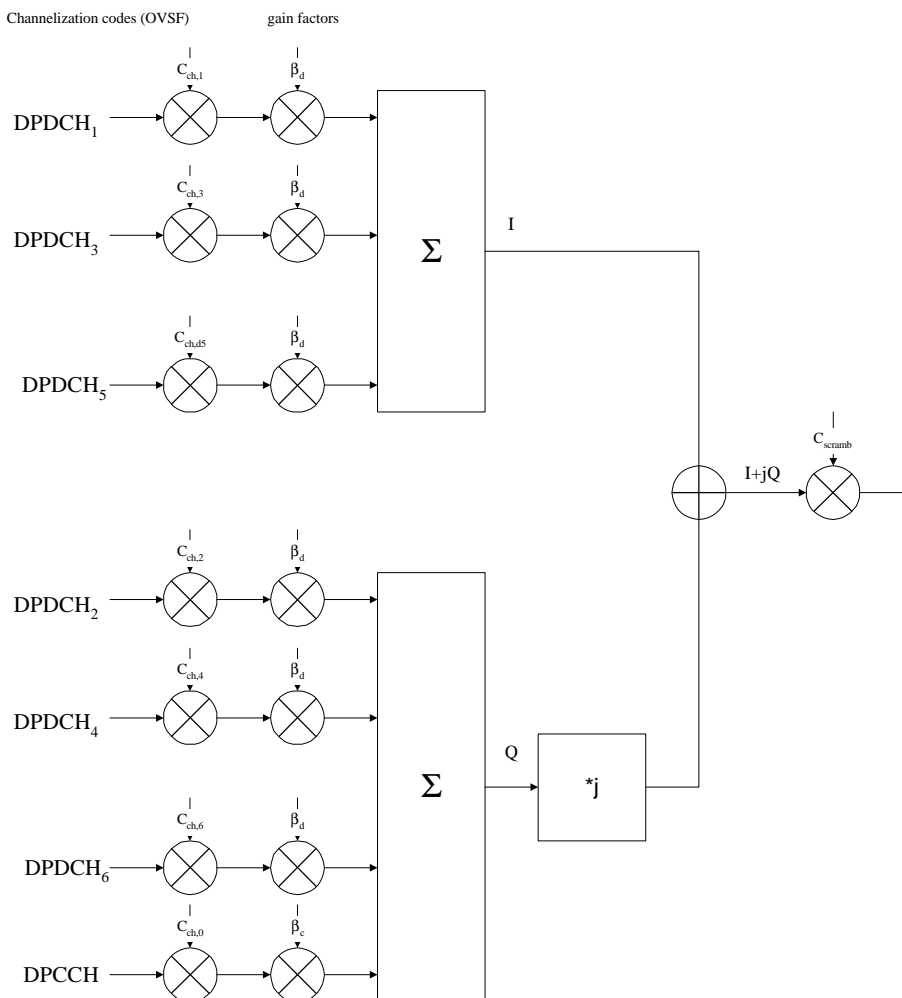 Channelization codes (OVSF) gain factors
C_ch,1 β_d
DPDCH_1
C_ch,3 β_d
DPDCH_3
Σ
I
C_ch,d5 β_d
DPDCH_5
C_scramb
I+jQ
C_ch,2 β_d
DPDCH_2
C_ch,4 β_d
DPDCH_4
Σ
Q
*j
C_ch,6 β_d
DPDCH_6
C_ch,0 β_c
DPCCH